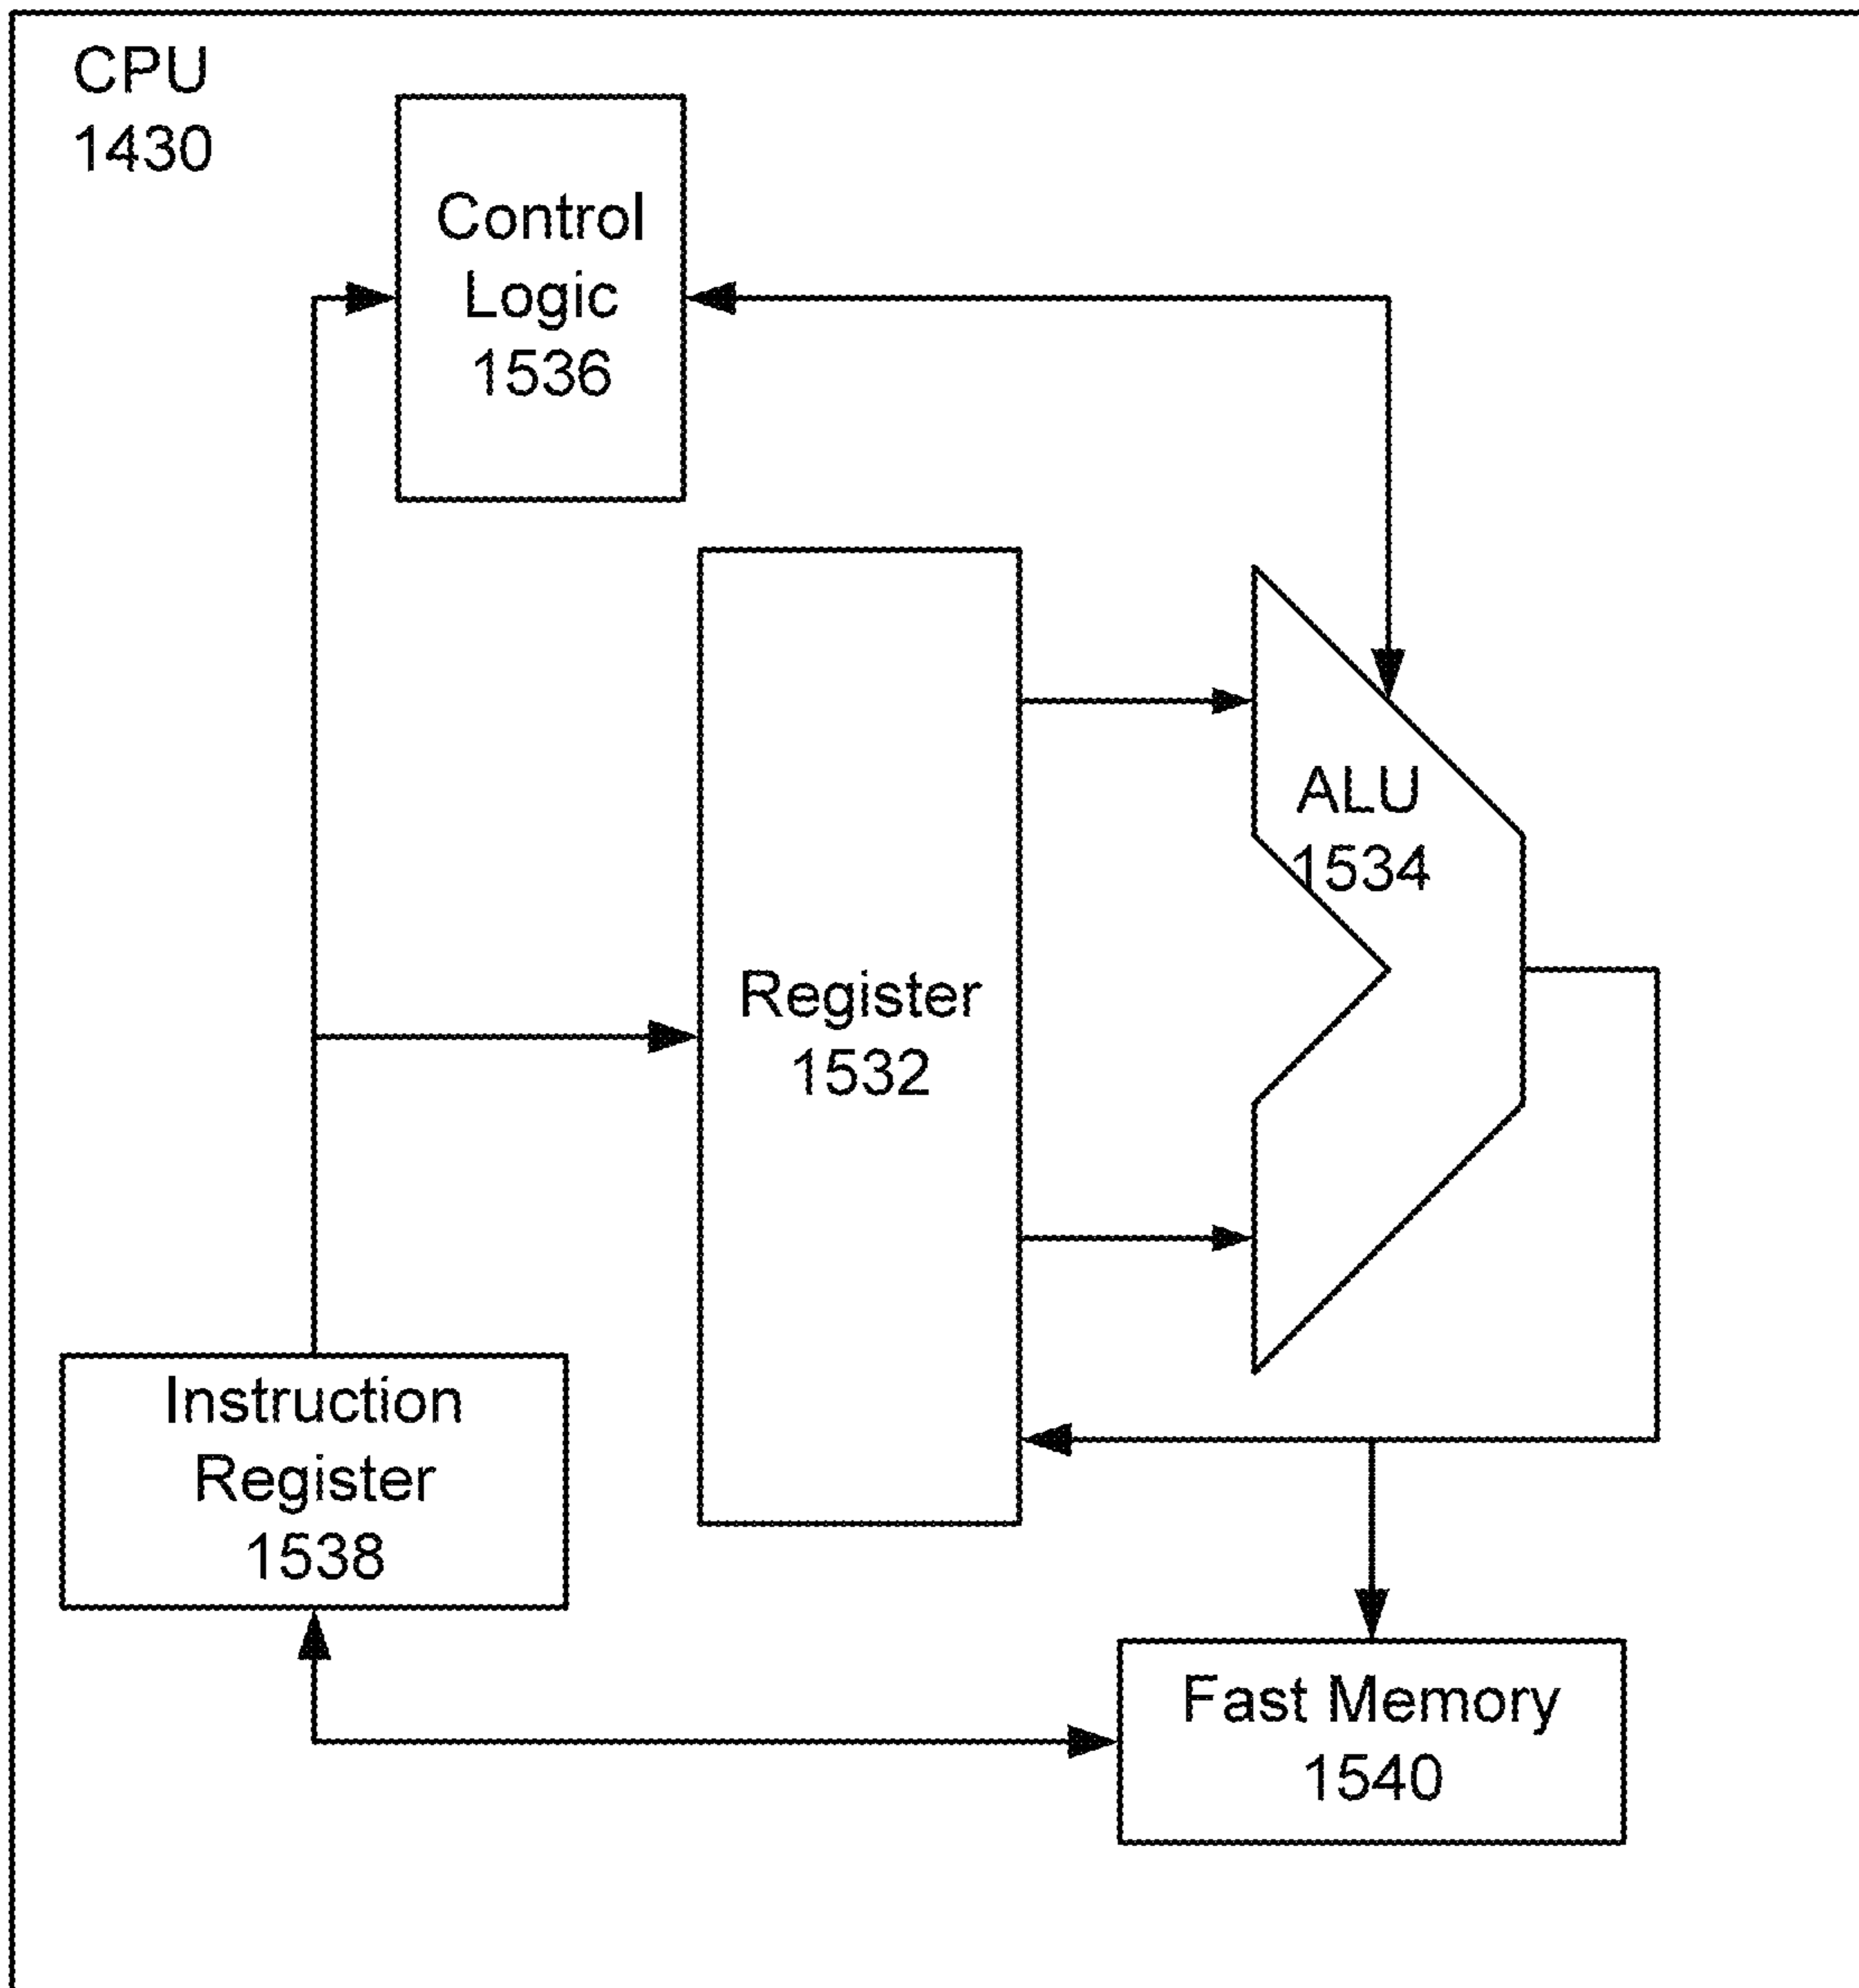 CPU
1430
Control
Logic
1536
ALU
1534
Register
1532
Instruction
Register
1538
Fast Memory
1540